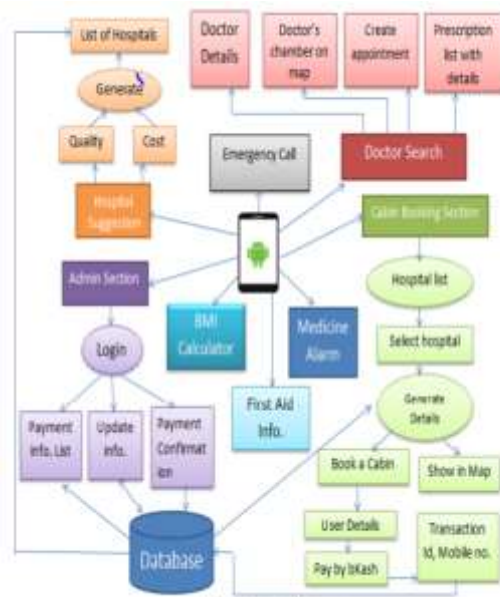 List of Hospitals
Doctor
Details
Doctor's
chamber on
map
Create
appointment
Prescription
list with
details
Generate
Quality
Cost
Emergency Call
Doctor Search
Hospital
Suggestion
Cabin Booking Section
Admin Section
Hospital list
BMI
Calculator
Medicine
Alarm
Login
Select hospital
First Aid
Info.
Generate
Details
Payment
info. List
Update
info.
Payment
Confirmat
ion
Book a Cabin
Show in Map
User Details
Transaction
Id, Mobile no.
Database
Pay by bKash